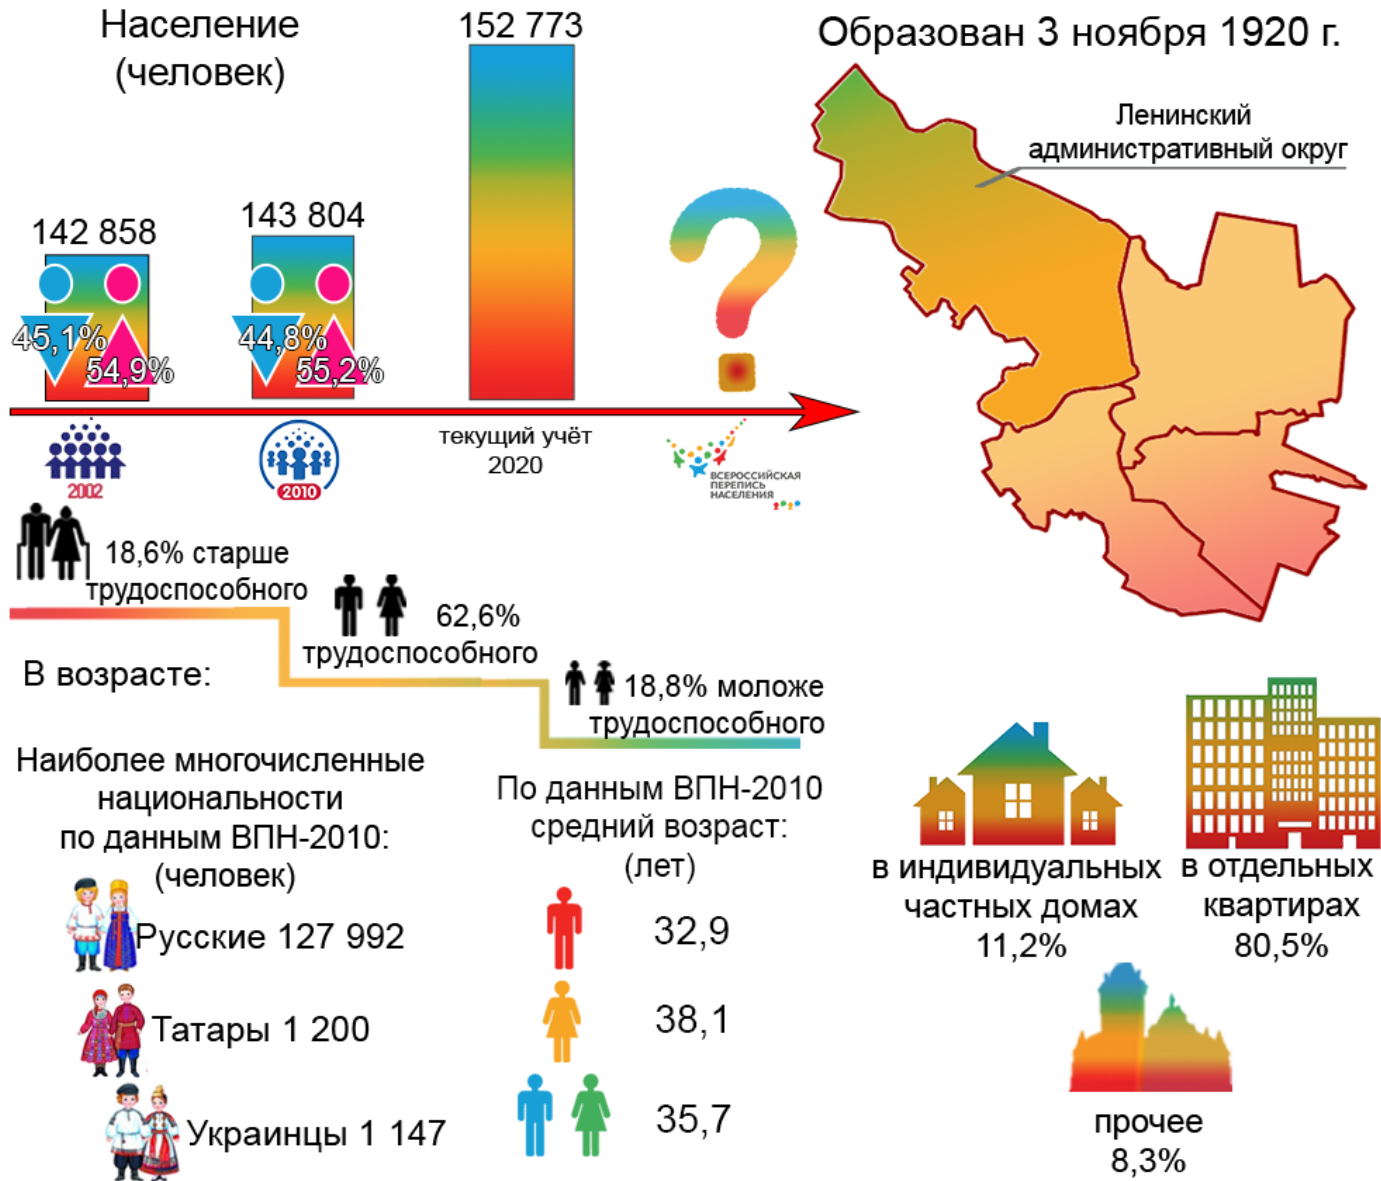 Население
(человек)
142 858
45,1%
54,9%
143 804
44,8%
55,2%
152 773
2002
2010
текущий учёт
2020
ВСЕРОССИЙСКАЯ
ПЕРЕПИСЬ
НАСЕЛЕНИЯ
Образован 3 ноября 1920 г.
Ленинский
административный округ
18,6% старше
трудоспособного
62,6%
трудоспособного
18,8% моложе
трудоспособного
В возрасте:
Наиболее многочисленные
национальности
по данным ВПН-2010:
(человек)
Русские 127 992
Татары 1 200
Украинцы 1 147
По данным ВПН-2010
средний возраст:
(лет)
32,9
38,1
35,7
в индивидуальных
частных домах
11,2%
в отдельных
квартирах
80,5%
прочее
8,3%